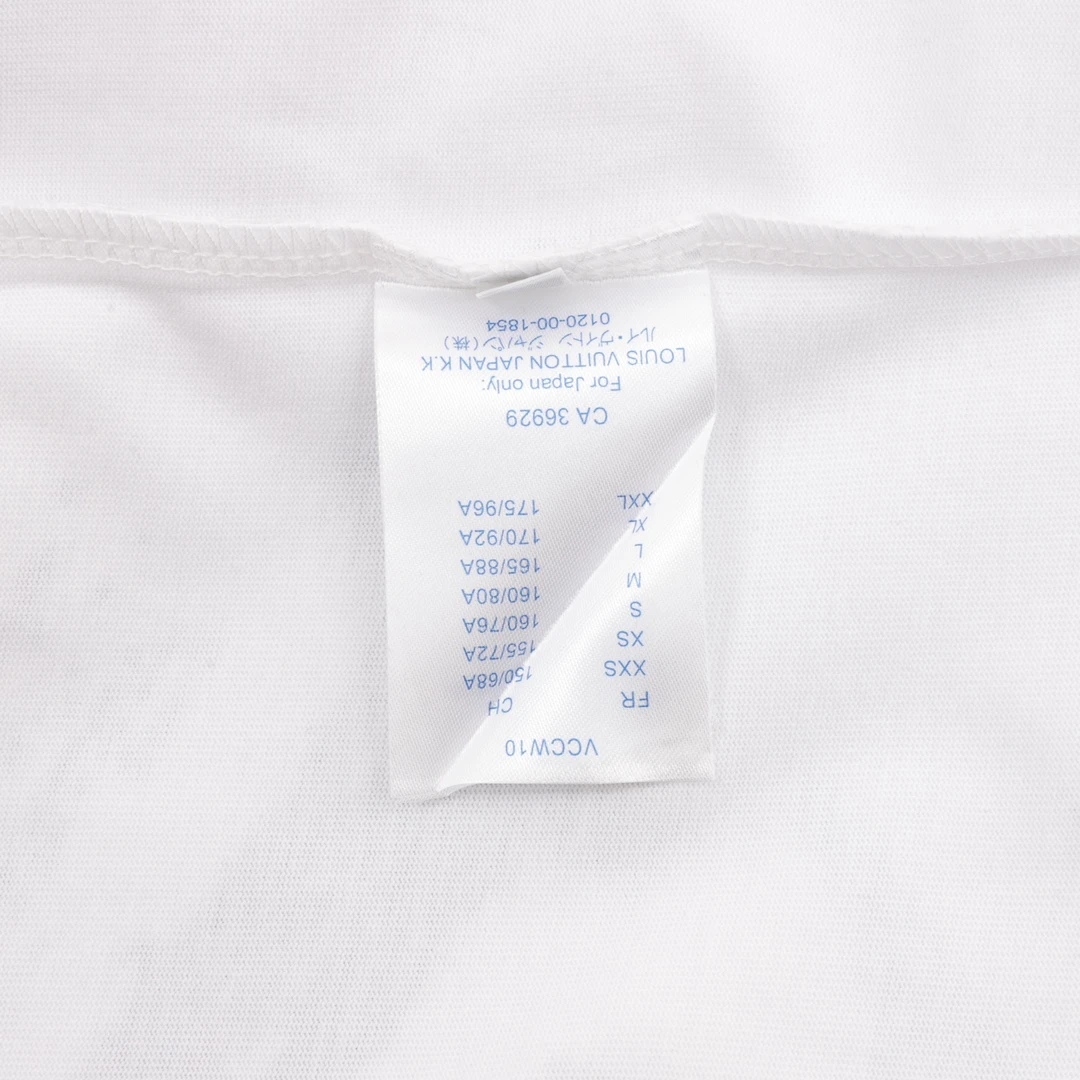 VCCW10
FR CH
XXS 150/68A
XS 155/72A
S 160/76A
M 160/80A
L 165/88A
XL 170/92A
XXL 175/96A
CA 36929
For Japan only:
LOUIS VUITTON JAPAN K.K
ルイ・ヴィトン ジャパン(株)
0120-00-1854